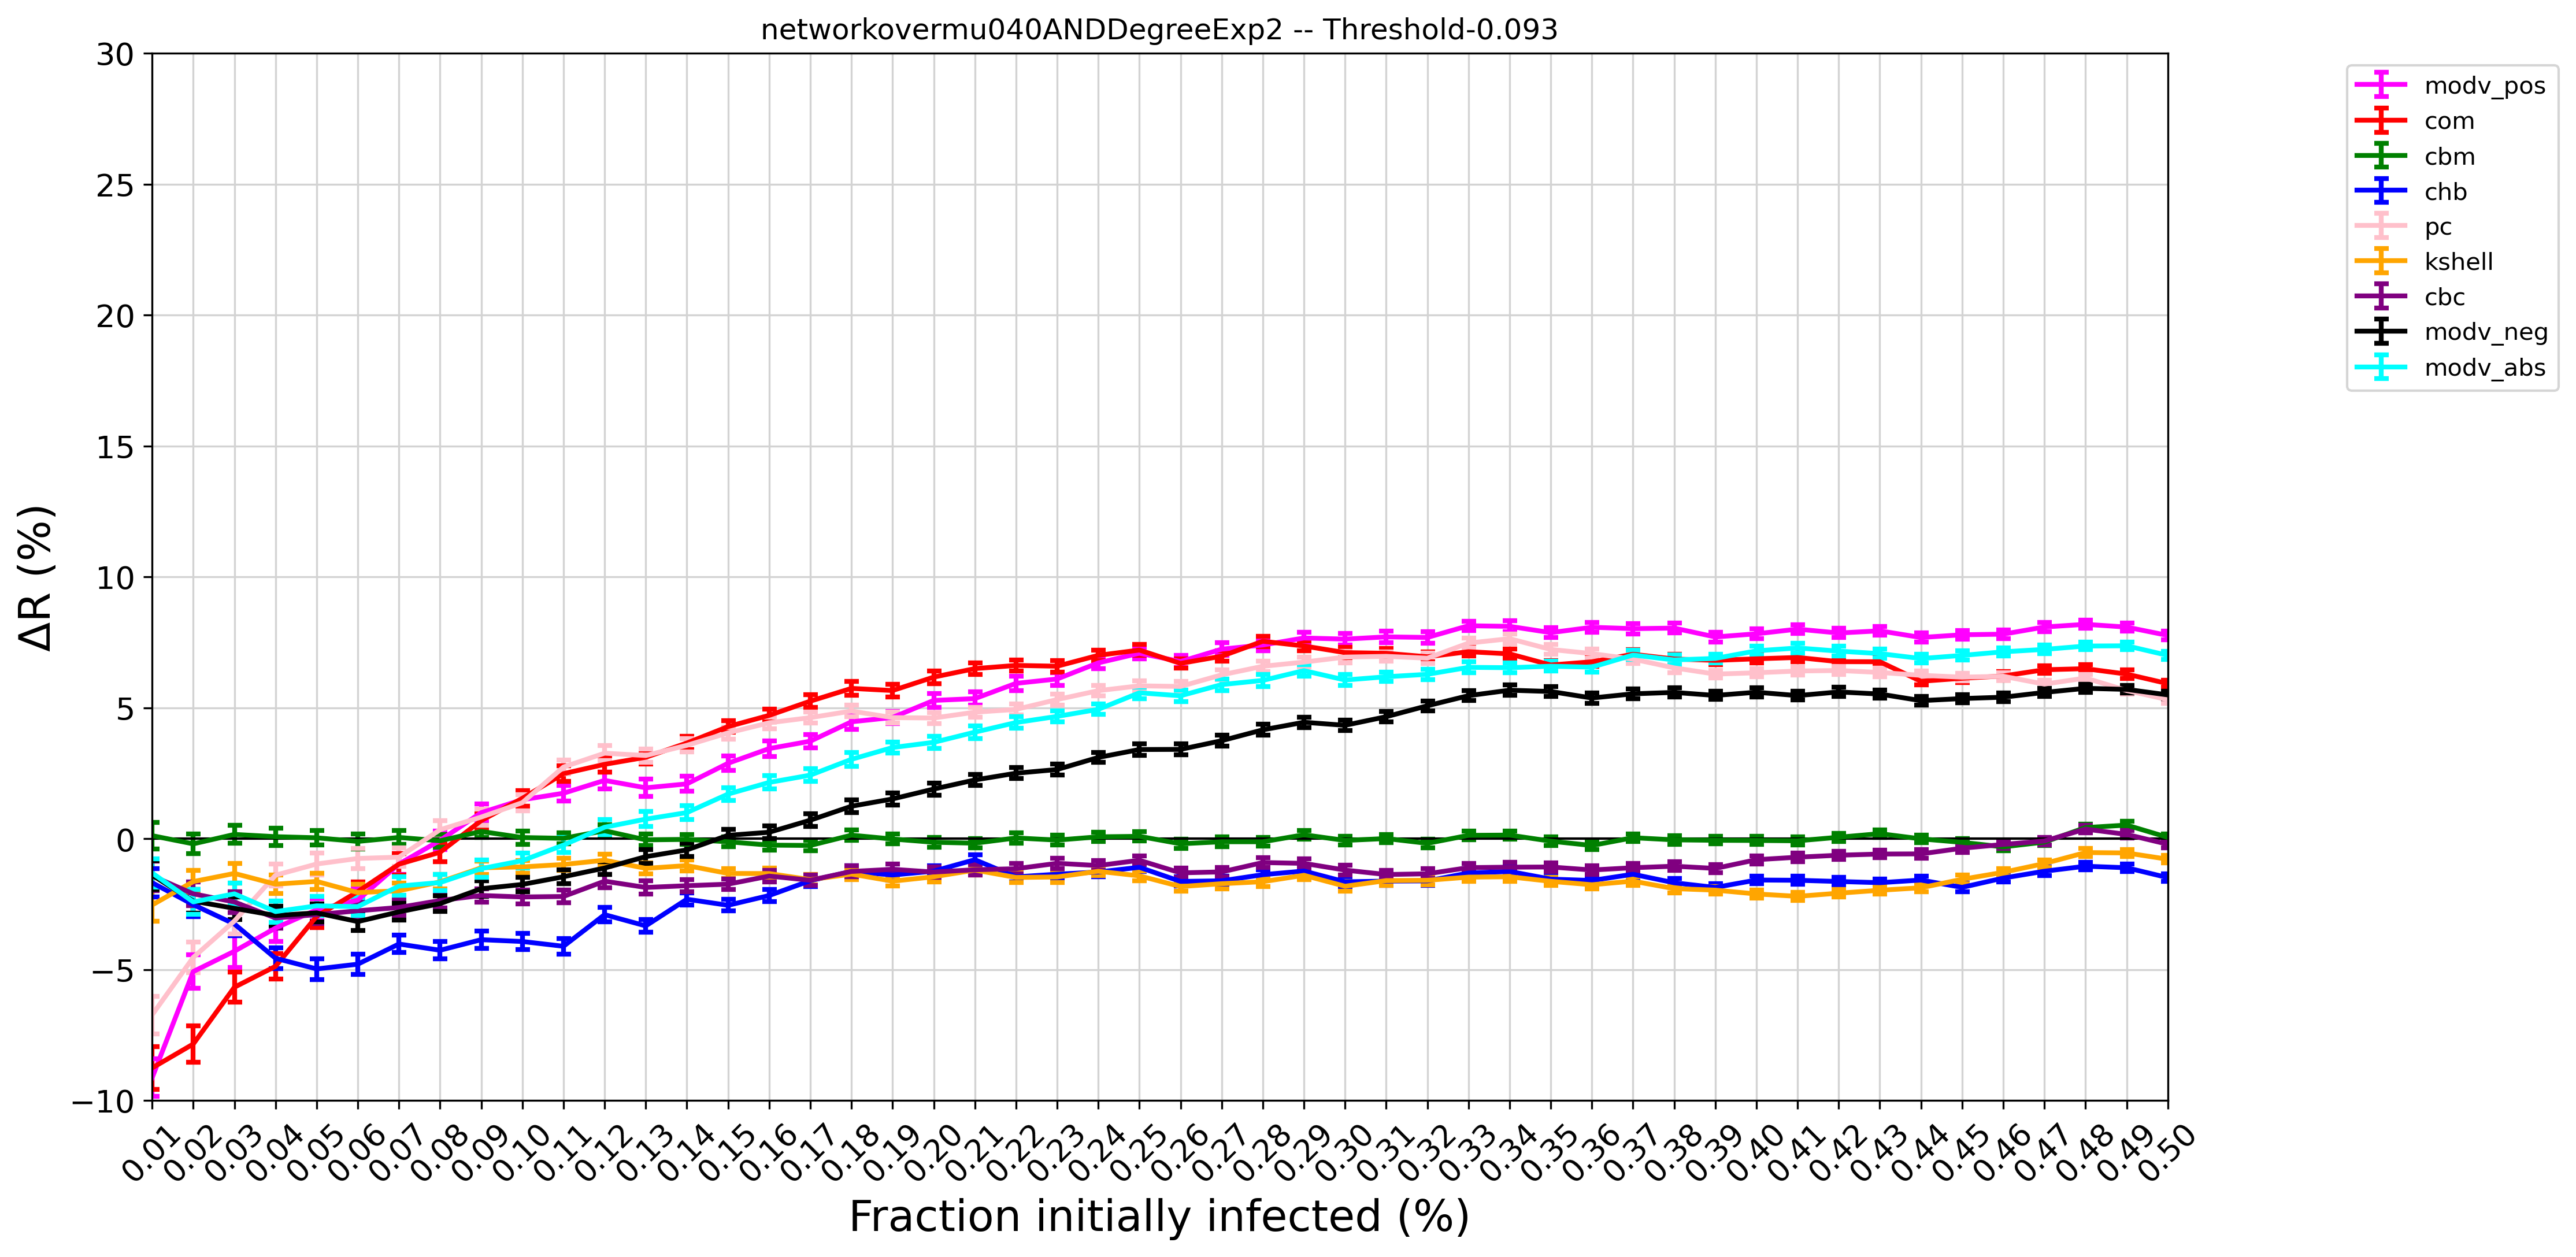 networkovermu040ANDDegreeExp2 -- Threshold-0.093
30
25
20
15
10
5
0
−5
−10
ΔR (%)
0.01 0.02 0.03 0.04 0.05 0.06 0.07 0.08 0.09 0.10 0.11 0.12 0.13 0.14 0.15 0.16 0.17 0.18 0.19 0.20 0.21 0.22 0.23 0.24 0.25 0.26 0.27 0.28 0.29 0.30 0.31 0.32 0.33 0.34 0.35 0.36 0.37 0.38 0.39 0.40 0.41 0.42 0.43 0.44 0.45 0.46 0.47 0.48 0.49 0.50
Fraction initially infected (%)
modv_pos
com
cbm
chb
pc
kshell
cbc
modv_neg
modv_abs